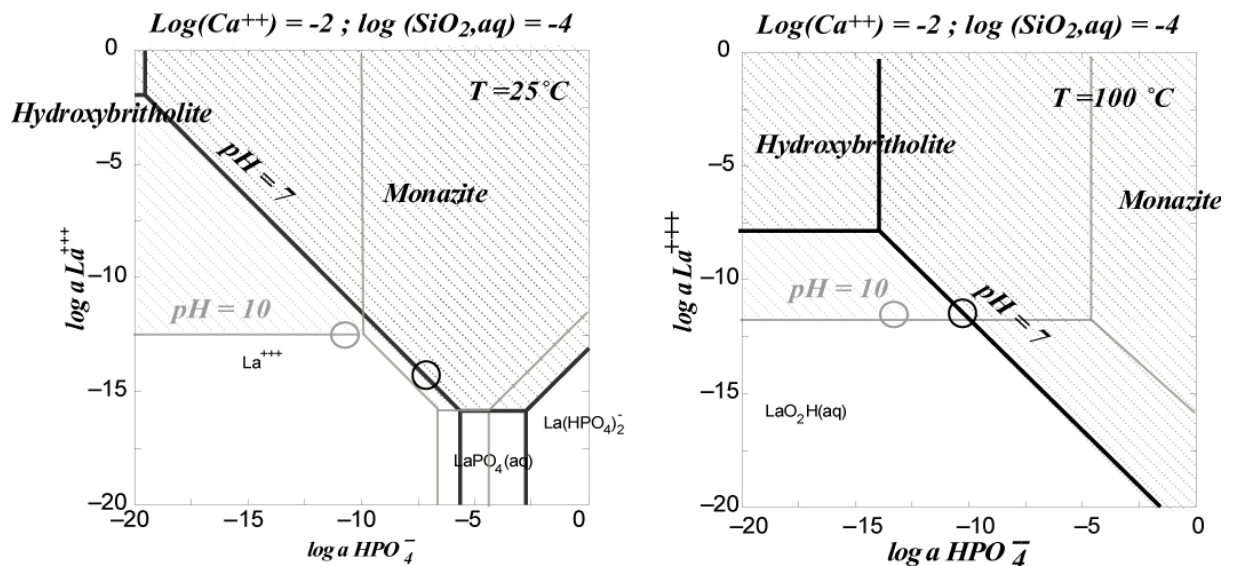 Log(Ca++) = -2 ; log (SiO2,aq) = -4
0
T =25°C
Hydroxybritholite
–5
pH = 7
Monazite
log a La+++
–10
pH = 10
La+++
–15
La(HPO4)2-
LaPO4(aq)
–20
–20
–15
–10
–5
0
log a HPO4–
Log(Ca++) = -2 ; log (SiO2,aq) = -4
0
T =100 °C
Hydroxybritholite
–5
Monazite
log a La+++
–10
pH = 10
pH = 7
–15
LaO2H(aq)
–20
–20
–15
–10
–5
0
log a HPO4–